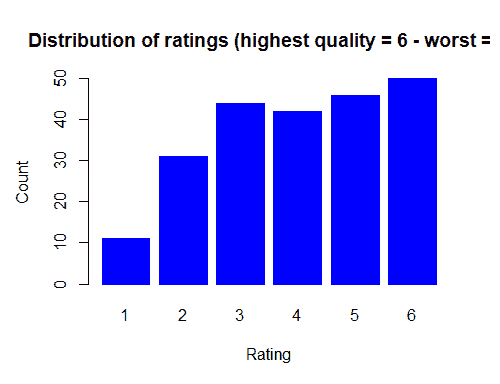 Distribution of ratings (highest quality = 6 - worst =
50
40
30
20
10
0
Count
1 2 3 4 5 6
Rating